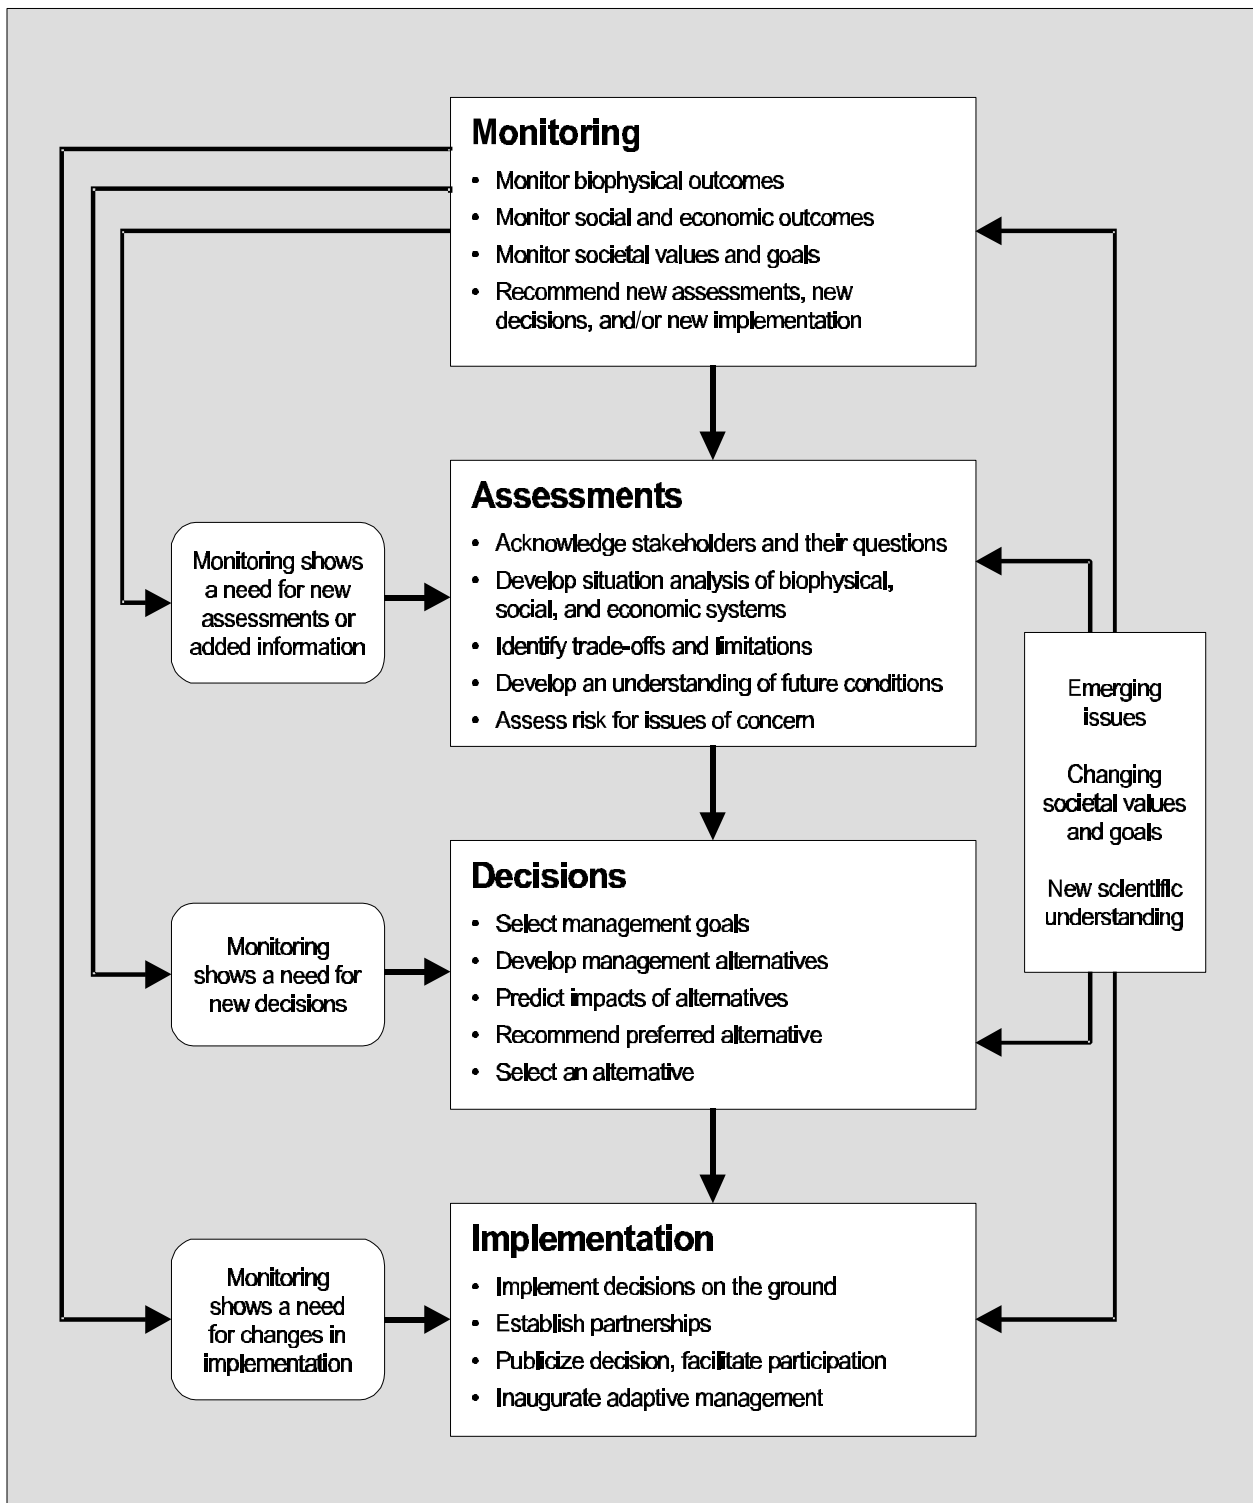 Monitoring
• Monitor biophysical outcomes
• Monitor social and economic outcomes
• Monitor societal values and goals
• Recommend new assessments, new
decisions, and/or new implementation
Assessments
• Acknowledge stakeholders and their questions
• Develop situation analysis of biophysical,
social, and economic systems
• Identify trade-offs and limitations
• Develop an understanding of future conditions
• Assess risk for issues of concern
Monitoring shows
a need for new
assessments or
added information
Emerging
issues
Changing
societal values
and goals
New scientific
understanding
Decisions
• Select management goals
• Develop management alternatives
• Predict impacts of alternatives
• Recommend preferred alternative
• Select an alternative
Monitoring
shows a need for
new decisions
Implementation
• Implement decisions on the ground
• Establish partnerships
• Publicize decision, facilitate participation
• Inaugurate adaptive management
Monitoring
shows a need
for changes in
implementation